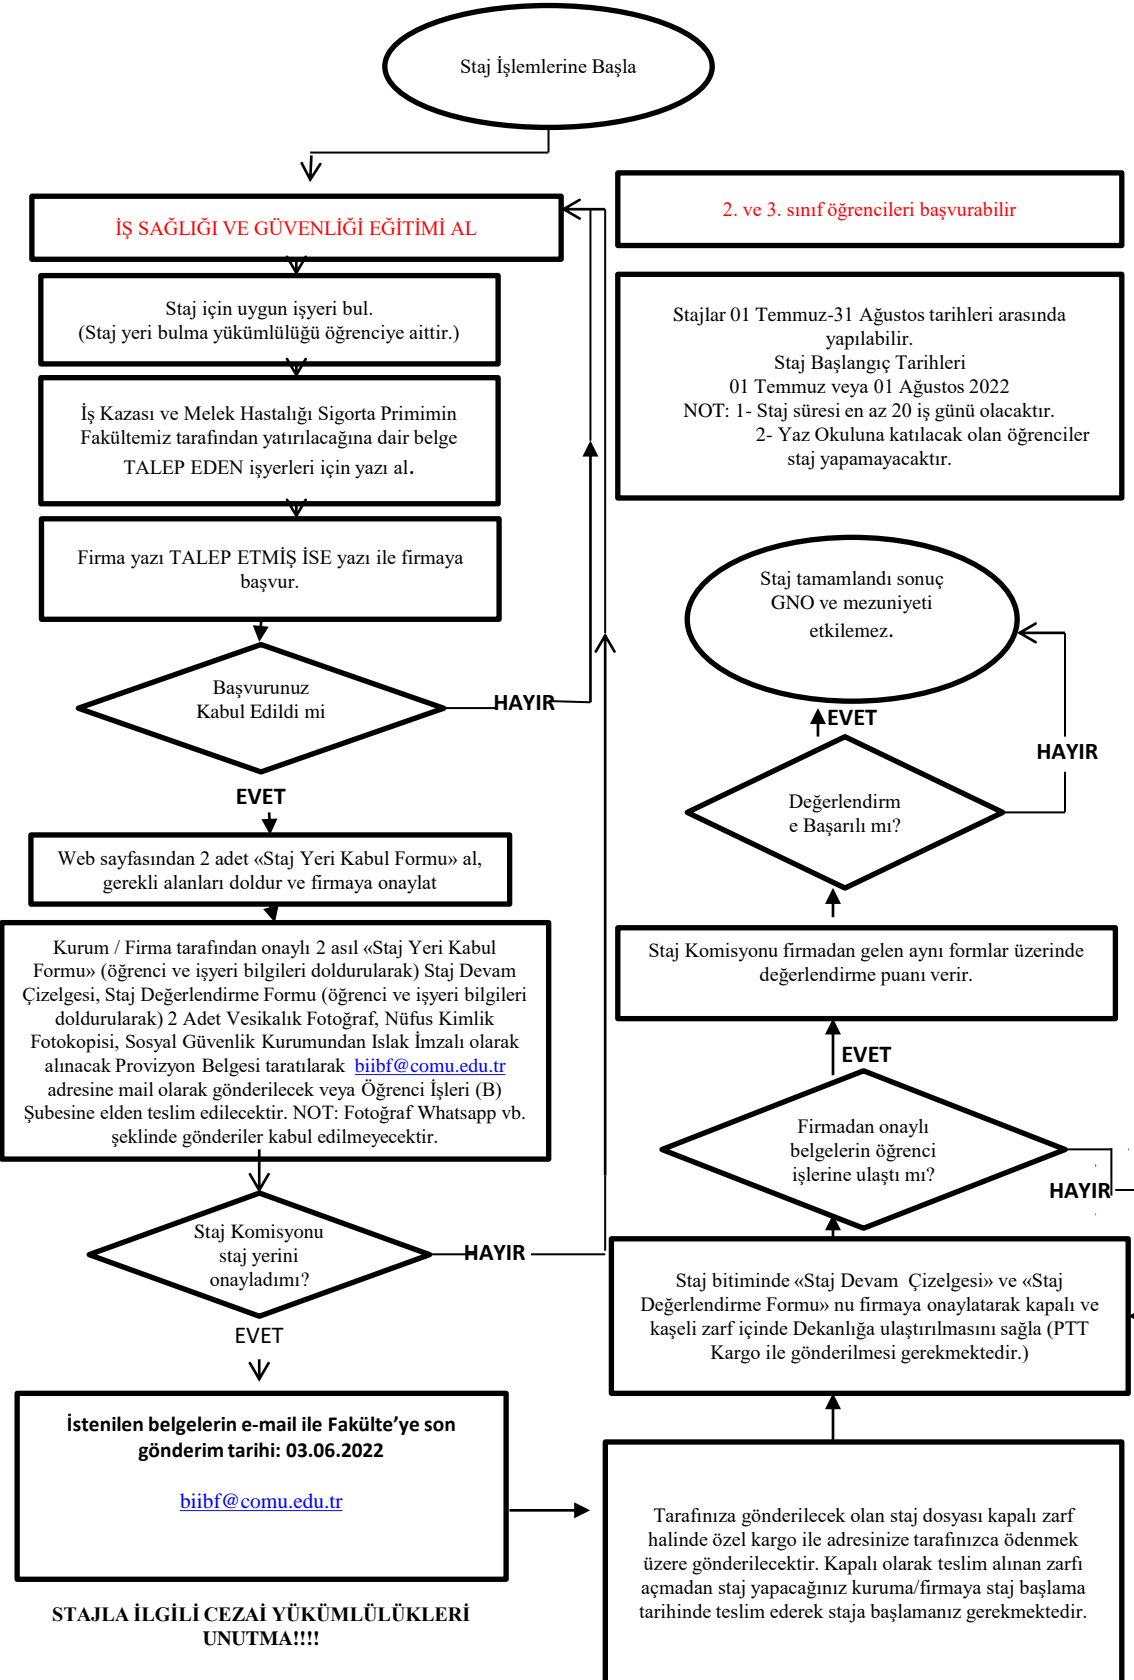 Staj İşlemlerine Başla
İŞ SAĞLIĞI VE GÜVENLİĞİ EĞİTİMİ AL
2. ve 3. sınıf öğrencileri başvurabilir
Staj için uygun işyeri bul.
(Staj yeri bulma yükümlülüğü öğrenciye aittir.)
Stajlar 01 Temmuz-31 Ağustos tarihleri arasında
yapılabilir.
Staj Başlangıç Tarihleri
01 Temmuz veya 01 Ağustos 2022
NOT: 1- Staj süresi en az 20 iş günü olacaktır.
2- Yaz Okuluna katılacak olan öğrenciler
staj yapamayacaktır.
İş Kazası ve Melek Hastalığı Sigorta Primimin
Fakültemiz tarafından yatırılacağına dair belge
TALEP EDEN işyerleri için yazı al.
Firma yazı TALEP ETMİŞ İSE yazı ile firmaya
başvur.
Başvurunuz
Kabul Edildi mi
HAYIR
EVET
Web sayfasından 2 adet «Staj Yeri Kabul Formu» al,
gerekli alanları doldur ve firmaya onaylat
Kurum / Firma tarafından onaylı 2 asıl «Staj Yeri Kabul
Formu» (öğrenci ve işyeri bilgileri doldurularak) Staj Devam
Çizelgesi, Staj Değerlendirme Formu (öğrenci ve işyeri bilgileri
doldurularak) 2 Adet Vesikalık Fotoğraf, Nüfus Kimlik
Fotokopisi, Sosyal Güvenlik Kurumundan Islak İmzalı olarak
alınacak Provizyon Belgesi taratılarak biibf@comu.edu.tr
adresine mail olarak gönderilecek veya Öğrenci İşleri (B)
Şubesine elden teslim edilecektir. NOT: Fotoğraf Whatsapp vb.
şeklinde gönderiler kabul edilmeyecektir.
Staj Komisyonu
staj yerini
onayladımı?
HAYIR
EVET
İstenilen belgelerin e-mail ile Fakülte’ye son
gönderim tarihi: 03.06.2022
biibf@comu.edu.tr
STAJLA İLGİLİ CEZAİ YÜKÜMLÜLÜKLERİ
UNUTMA!!!!
Staj tamamlandı sonuç
GNO ve mezuniyeti
etkilemez.
EVET
HAYIR
Değerlendirm
e Başarılı mı?
Staj Komisyonu firmadan gelen aynı formlar üzerinde
değerlendirme puanı verir.
EVET
Firmadan onaylı
belgelerin öğrenci
işlerine ulaştı mı?
HAYIR
Staj bitiminde «Staj Devam Çizelgesi» ve «Staj
Değerlendirme Formu» nu firmaya onaylatarak kapalı ve
kaşeli zarf içinde Dekanlığa ulaştırılmasını sağla (PTT
Kargo ile gönderilmesi gerekmektedir.)
Tarafınıza gönderilecek olan staj dosyası kapalı zarf
halinde özel kargo ile adresinize tarafınızca ödenmek
üzere gönderilecektir. Kapalı olarak teslim alınan zarfı
açmadan staj yapacağınız kuruma/firmaya staj başlama
tarihinde teslim ederek staja başlamanız gerekmektedir.